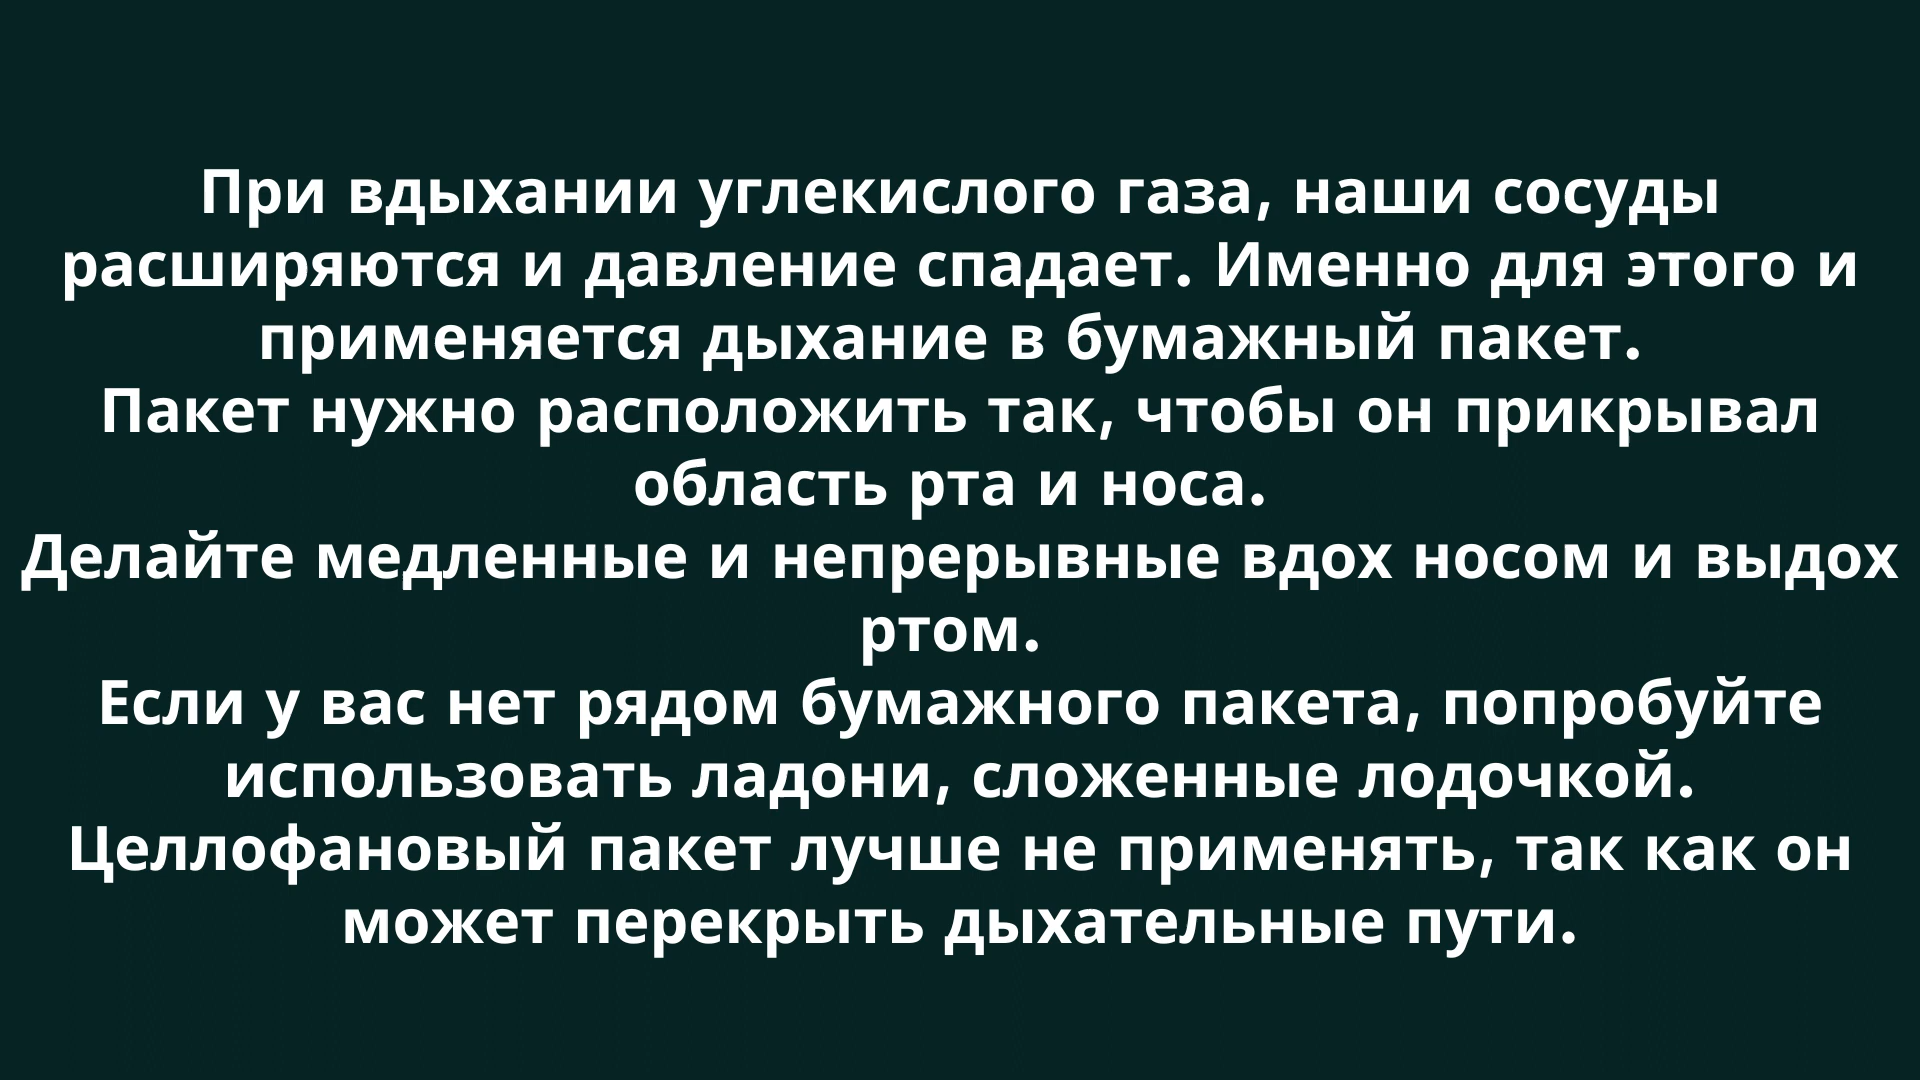 При вдыхании углекислого газа, наши сосуды
расширяются и давление спадает. Именно для этого и
применяется дыхание в бумажный пакет.
Пакет нужно расположить так, чтобы он прикрывал
область рта и носа.
Делайте медленные и непрерывные вдох носом и выдох
ртом.
Если у вас нет рядом бумажного пакета, попробуйте
использовать ладони, сложенные лодочкой.
Целлофановый пакет лучше не применять, так как он
может перекрыть дыхательные пути.